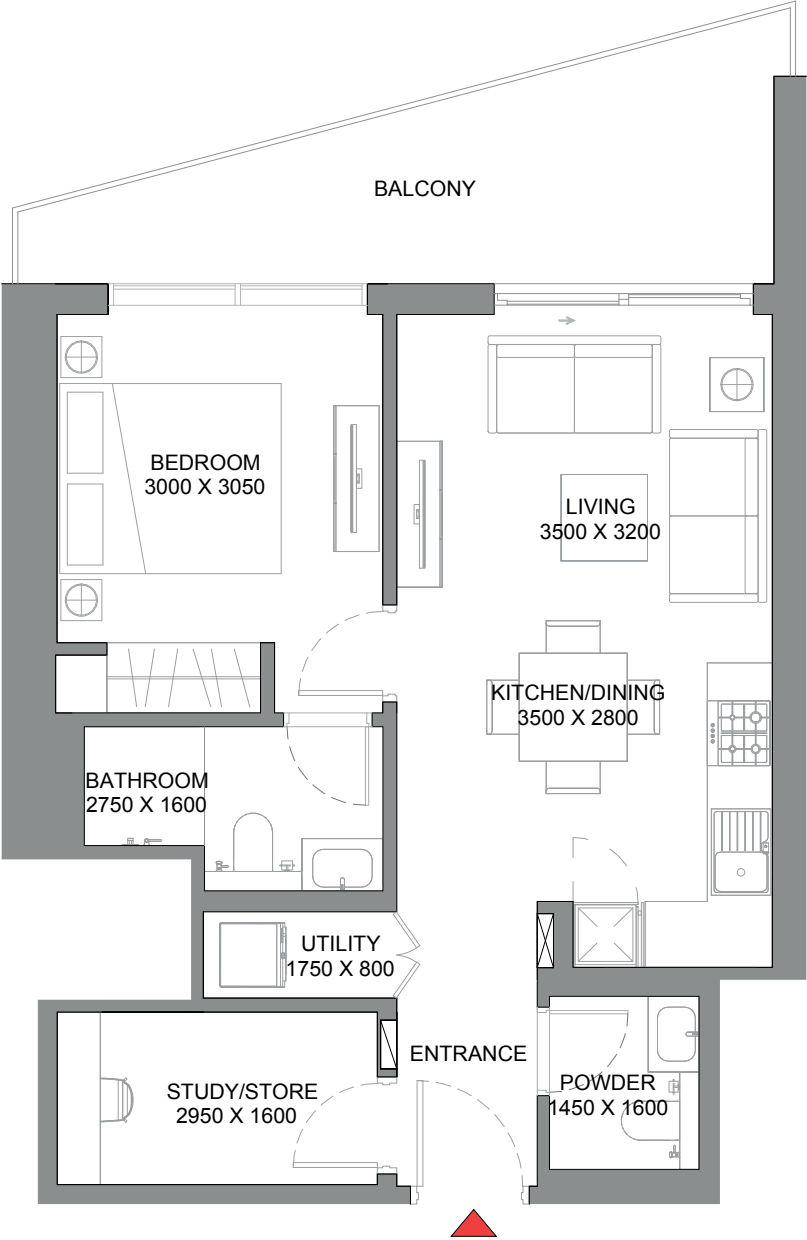 BALCONY
BEDROOM
3000 X 3050
LIVING
3500 X 3200
KITCHEN/DINING
3500 X 2800
BATHROOM
2750 X 1600
UTILITY
1750 X 800
ENTRANCE
STUDY/STORE
2950 X 1600
POWDER
1450 X 1600